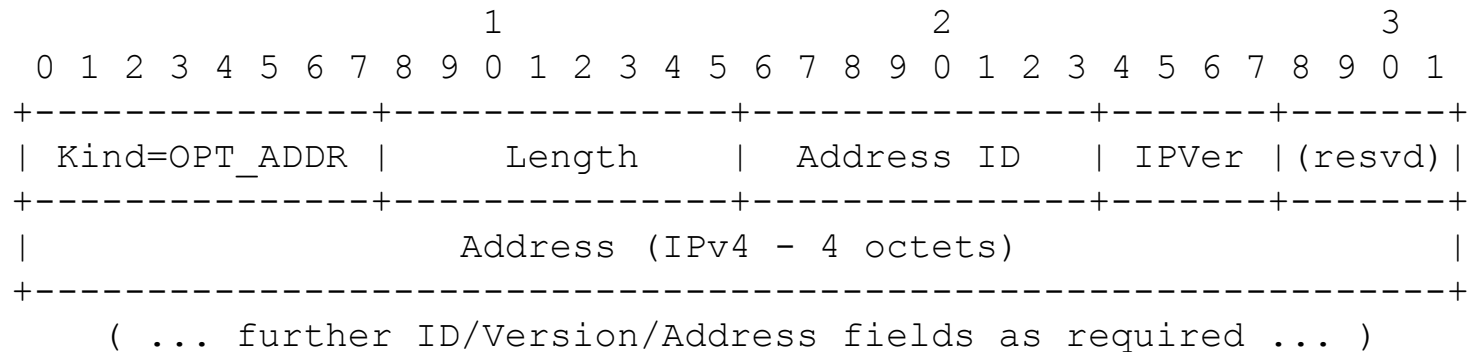 1                   2                   3
 0 1 2 3 4 5 6 7 8 9 0 1 2 3 4 5 6 7 8 9 0 1 2 3 4 5 6 7 8 9 0 1
+---------------+---------------+---------------+-------+-------+
| Kind=OPT_ADDR |     Length    |  Address ID   | IPVer |(resvd)|
+---------------+---------------+---------------+-------+-------+
|                   Address (IPv4 - 4 octets)                   |
+---------------------------------------------------------------+
    ( ... further ID/Version/Address fields as required ... )